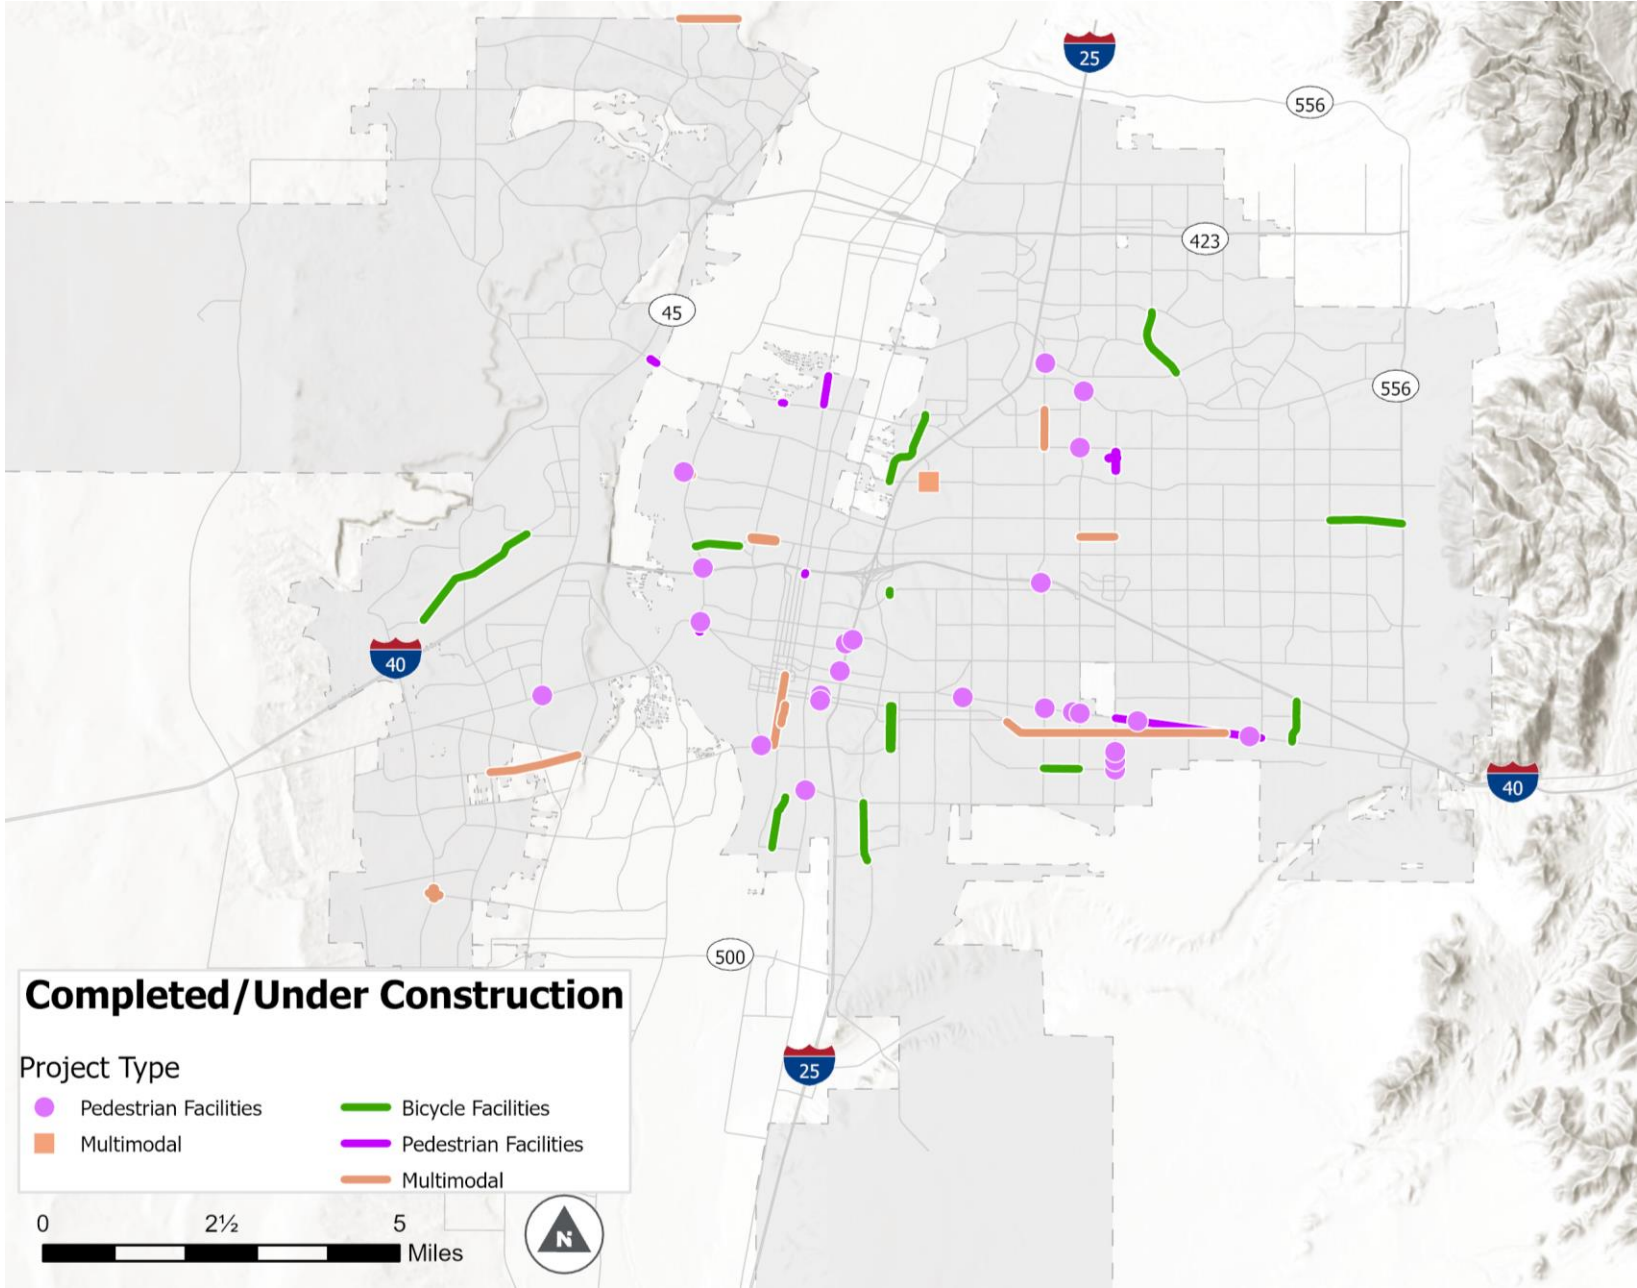 25
556
423
45
556
40
40
500
25
Completed/Under Construction
Project Type
Pedestrian Facilities
Bicycle Facilities
Multimodal
Pedestrian Facilities
Multimodal
0 2½ 5
Miles
N